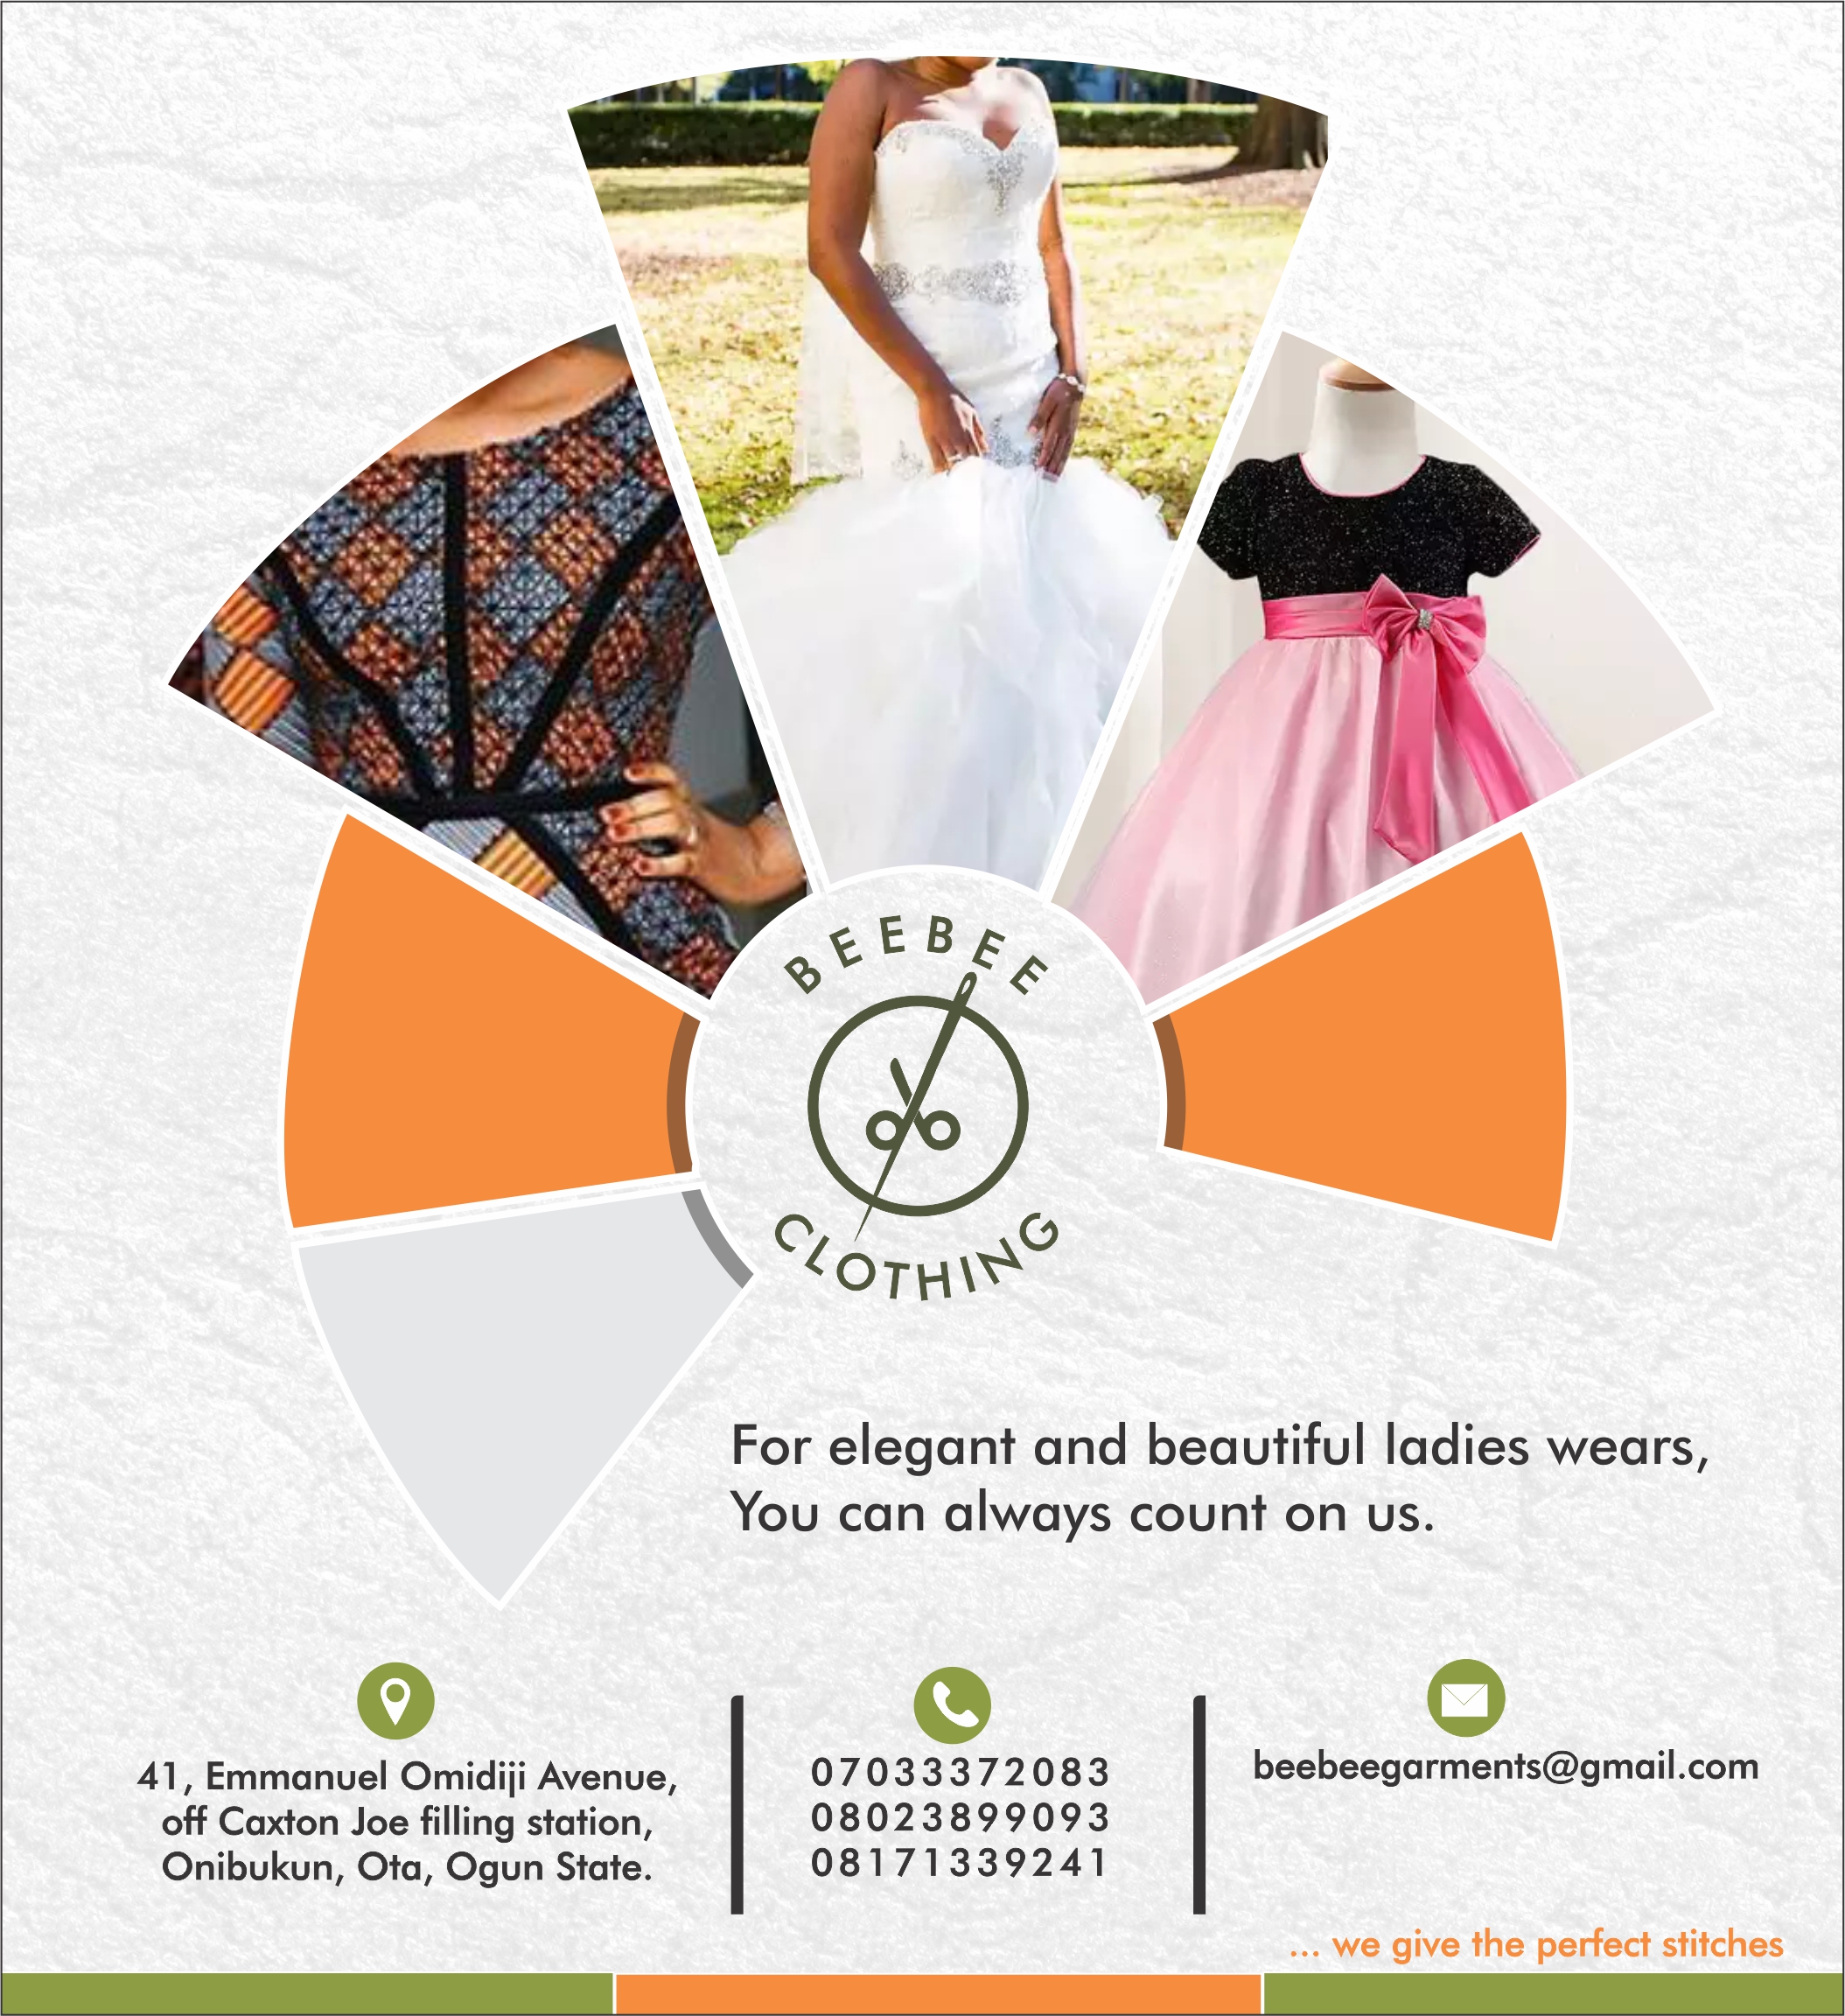 BEEBEE
CLOTHING
For elegant and beautiful ladies wears,
You can always count on us.
41, Emmanuel Omidiji Avenue,
off Caxton Joe filling station,
Onibukun, Ota, Ogun State.
07033372083
08023899093
08171339241
beebeegarments@gmail.com
... we give the perfect stitches